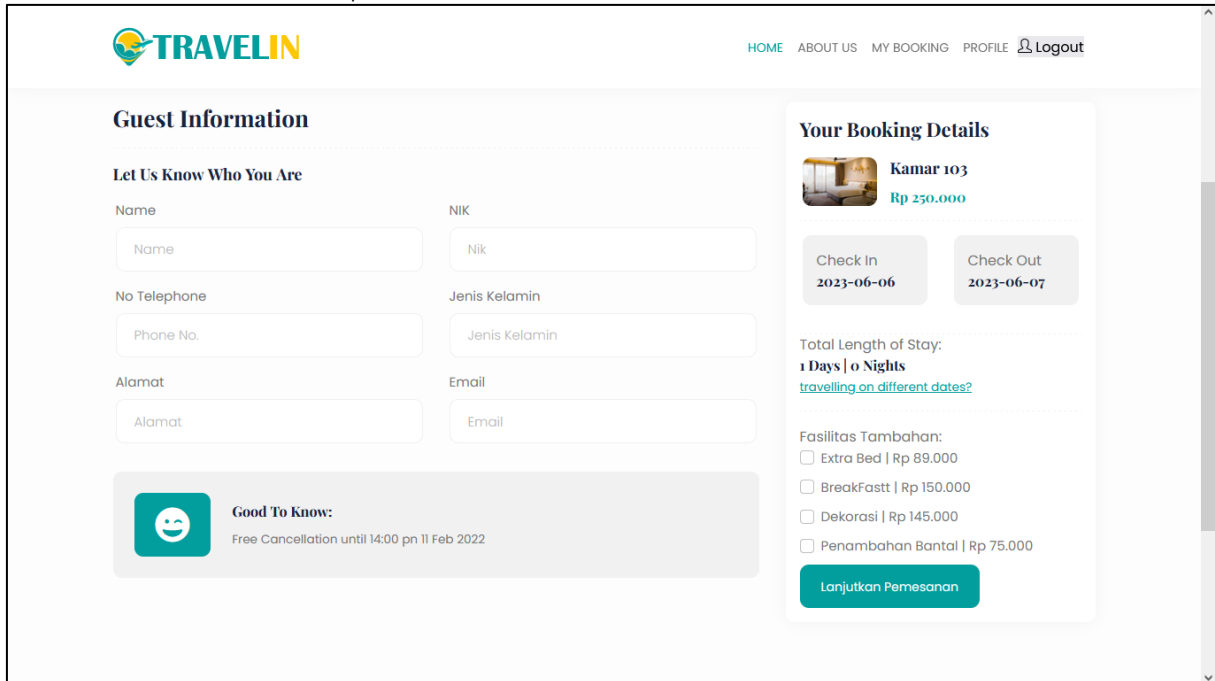 TRAVELIN
HOME ABOUT US MY BOOKING PROFILE Logout
Guest Information
Let Us Know Who You Are
Name NIK
Name Nik
No Telephone Jenis Kelamin
Phone No. Jenis Kelamin
Alamat Email
Alamat Email
Good To Know:
Free Cancellation until 14:00 pn 11 Feb 2022
Your Booking Details
Kamar 103
Rp 250.000
Check In Check Out
2023-06-06 2023-06-07
Total Length of Stay:
1 Days | 0 Nights
travelling on different dates?
Fasilitas Tambahan:
Extra Bed | Rp 89.000
BreakFastt | Rp 150.000
Dekorasi | Rp 145.000
Penambahan Bantal | Rp 75.000
Lanjutkan Pemesanan